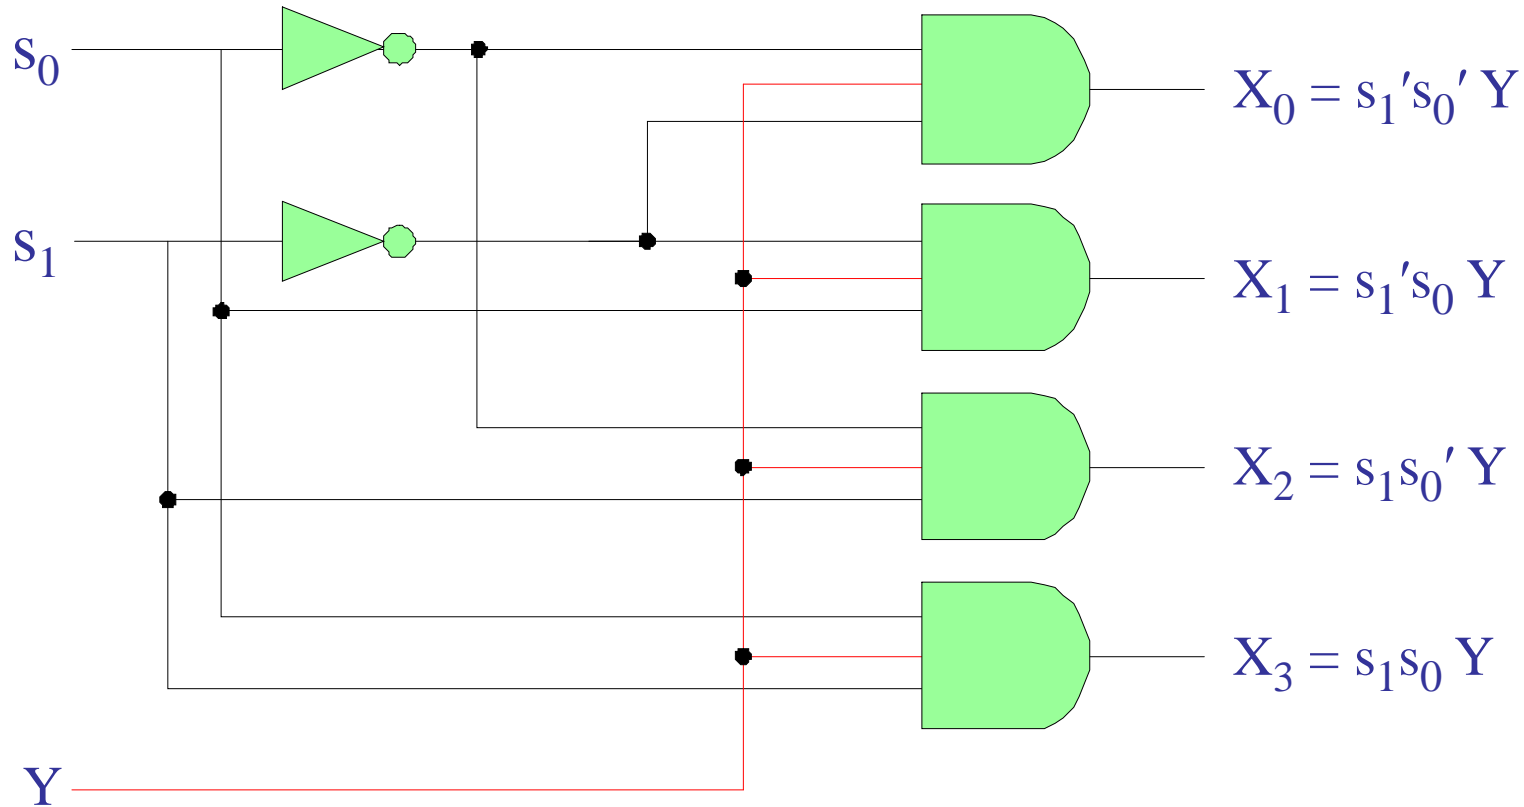 s₀
X₀ = s₁′s₀′ Y
s₁
X₁ = s₁′s₀ Y
X₂ = s₁s₀′ Y
X₃ = s₁s₀ Y
Y